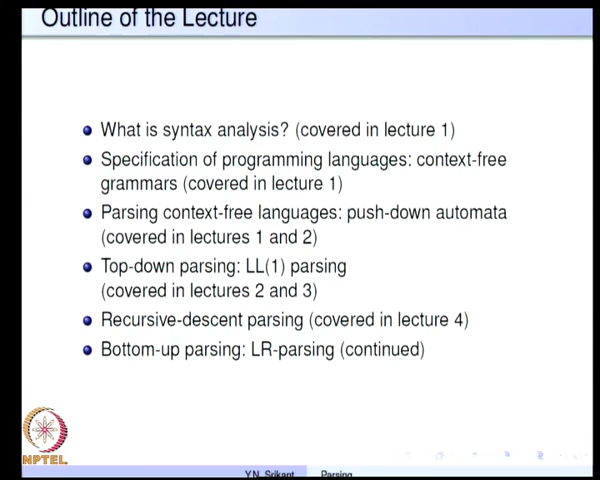 Outline of the Lecture
What is syntax analysis? (covered in lecture 1)
Specification of programming languages: context-free
grammars (covered in lecture 1)
Parsing context-free languages: push-down automata
(covered in lectures 1 and 2)
Top-down parsing: LL(1) parsing
(covered in lectures 2 and 3)
Recursive-descent parsing (covered in lecture 4)
Bottom-up parsing: LR-parsing (continued)
NPTEL
Y.N. Srikant Parsing